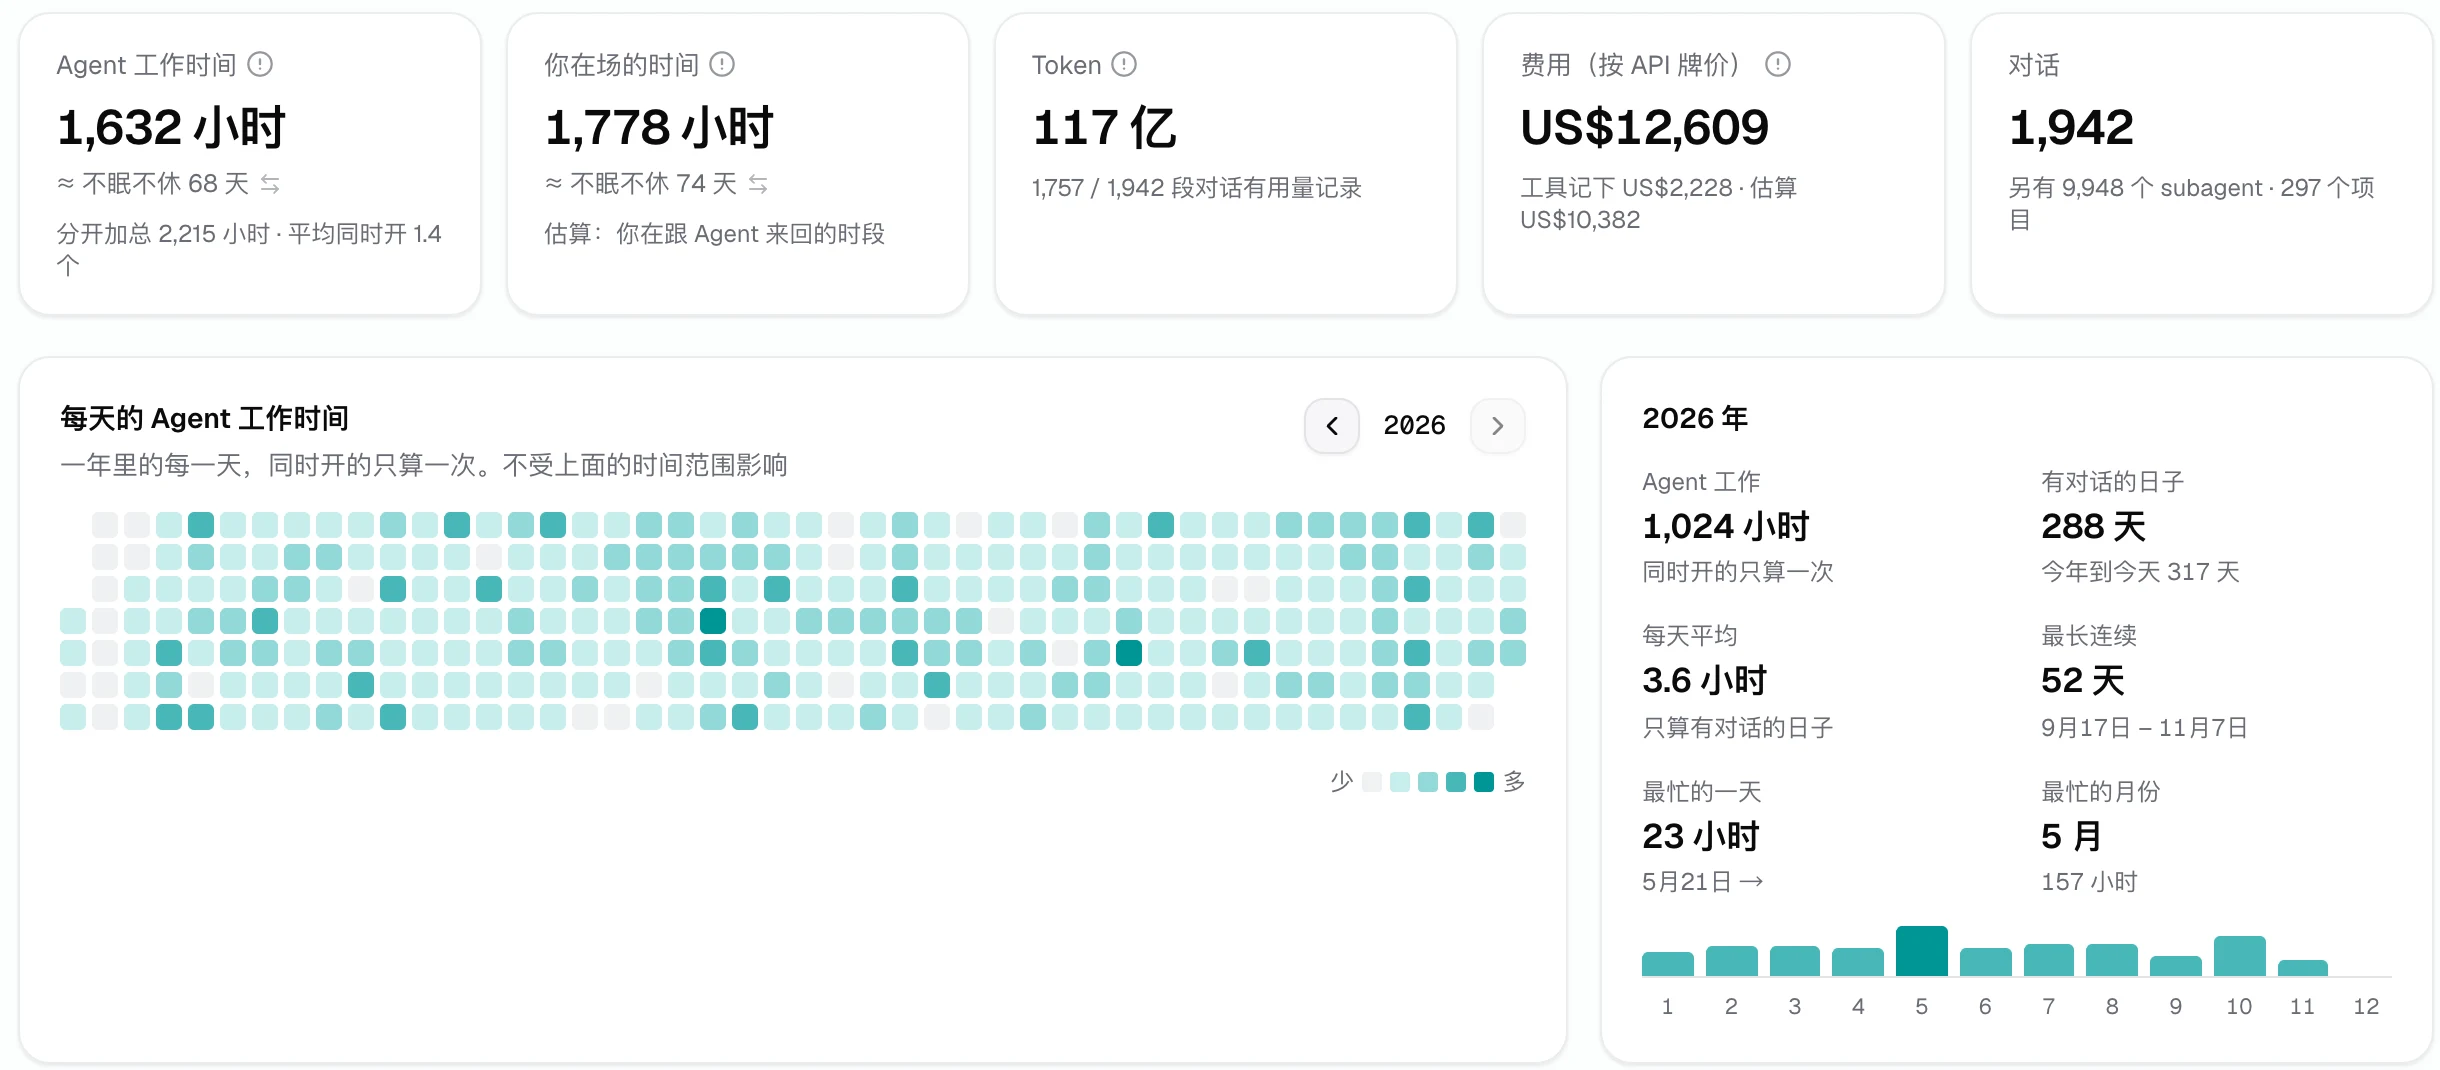 Agent 工作时间
1,632 小时
≈ 不眠不休 68 天
分开加总 2,215 小时 · 平均同时开 1.4
个
你在场的时间
1,778 小时
≈ 不眠不休 74 天
估算：你在跟 Agent 来回的时段
Token
117 亿
1,757 / 1,942 段对话有用量记录
费用（按 API 牌价）
US$12,609
工具记下 US$2,228 · 估算
US$10,382
对话
1,942
另有 9,948 个 subagent · 297 个项
目
每天的 Agent 工作时间
一年里的每一天，同时开的只算一次。不受上面的时间范围影响
2026
少
多
2026 年
Agent 工作
1,024 小时
同时开的只算一次
有对话的日子
288 天
今年到今天 317 天
每天平均
3.6 小时
只算有对话的日子
最长连续
52 天
9月17日 – 11月7日
最忙的一天
23 小时
5月21日 →
最忙的月份
5 月
157 小时
1 2 3 4 5 6 7 8 9 10 11 12